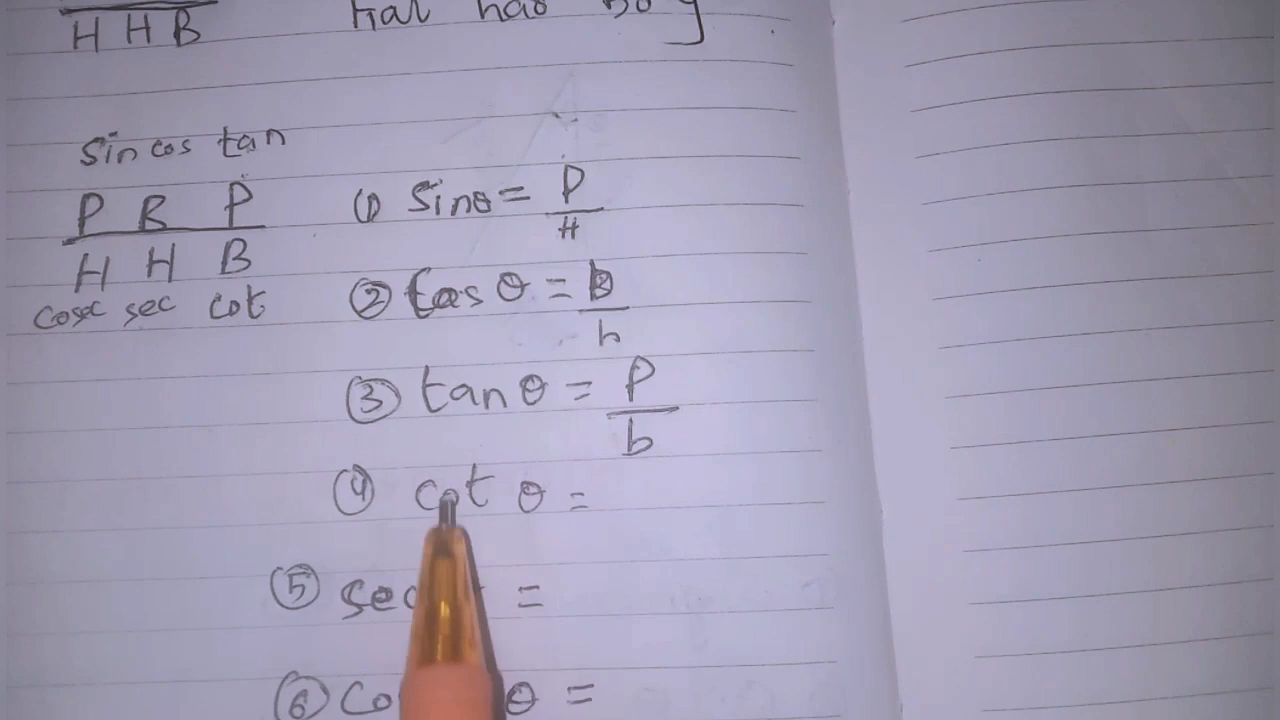 H H B
Sin cos tan
P B P
H H B
cosec sec cot
(1) Sinθ = P/H
(2) cos θ = B/h
(3) tan θ = P/b
(4) cot θ =
(5) sec =
(6) θ =